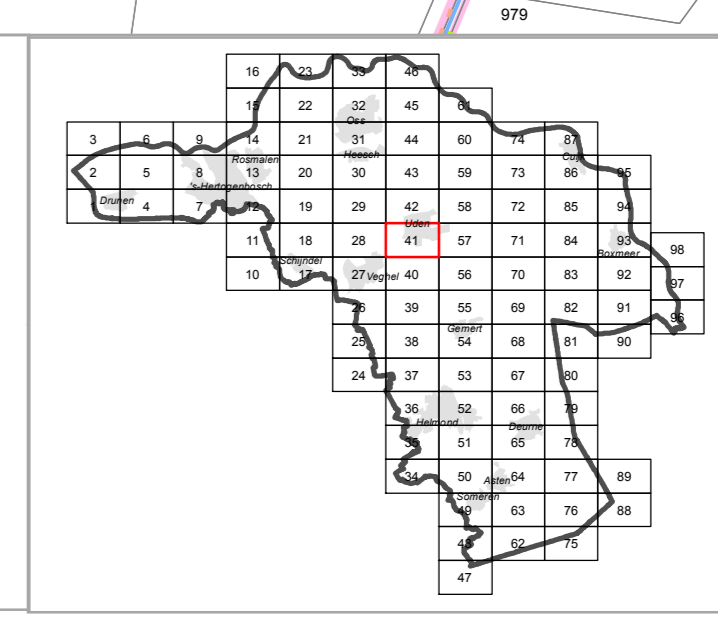 979
16 23 33 46
15 22 32 45 61
Oss
3 6 9 14 21 31 44 60 74 87
Rosmalen Heesch Cuijk
2 5 8 13 20 30 43 59 73 86 95
's-Hertogenbosch
Drunen
1 4 7 12 19 29 42 58 72 85 94
Uden
11 18 28 41 57 71 84 93 98
Schijndel Boxmeer
10 17 27 Veghel 40 56 70 83 92 97
26 39 55 69 82 91 96
Gemert
25 38 54 68 81 90
24 37 53 67 80
36 52 66 79
Helmond Deurne
35 51 65 78
34 50 Asten 64 77 89
Someren
49 63 76 88
48 62 75
47